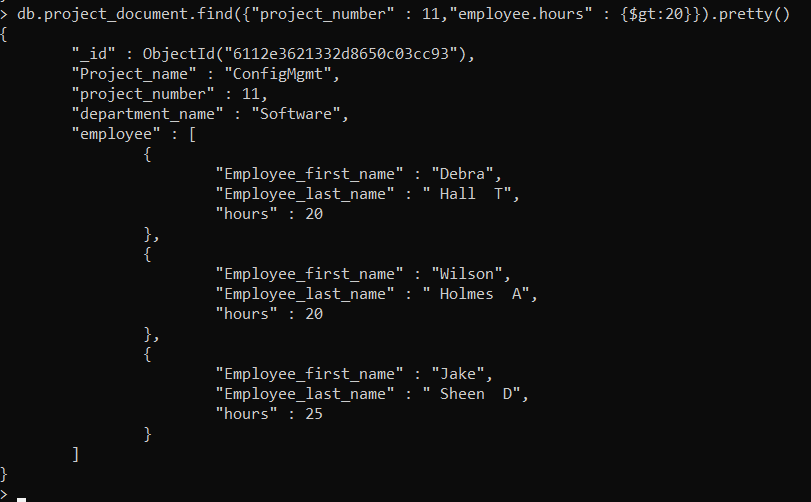 > db.project_document.find({"project_number" : 11,"employee.hours" : {$gt:20}}).pretty()
{
        "_id" : ObjectId("6112e3621332d8650c03cc93"),
        "Project_name" : "ConfigMgmt",
        "project_number" : 11,
        "department_name" : "Software",
        "employee" : [
                {
                        "Employee_first_name" : "Debra",
                        "Employee_last_name" : " Hall  T",
                        "hours" : 20
                },
                {
                        "Employee_first_name" : "Wilson",
                        "Employee_last_name" : " Holmes  A",
                        "hours" : 20
                },
                {
                        "Employee_first_name" : "Jake",
                        "Employee_last_name" : " Sheen  D",
                        "hours" : 25
                }
        ]
}
>